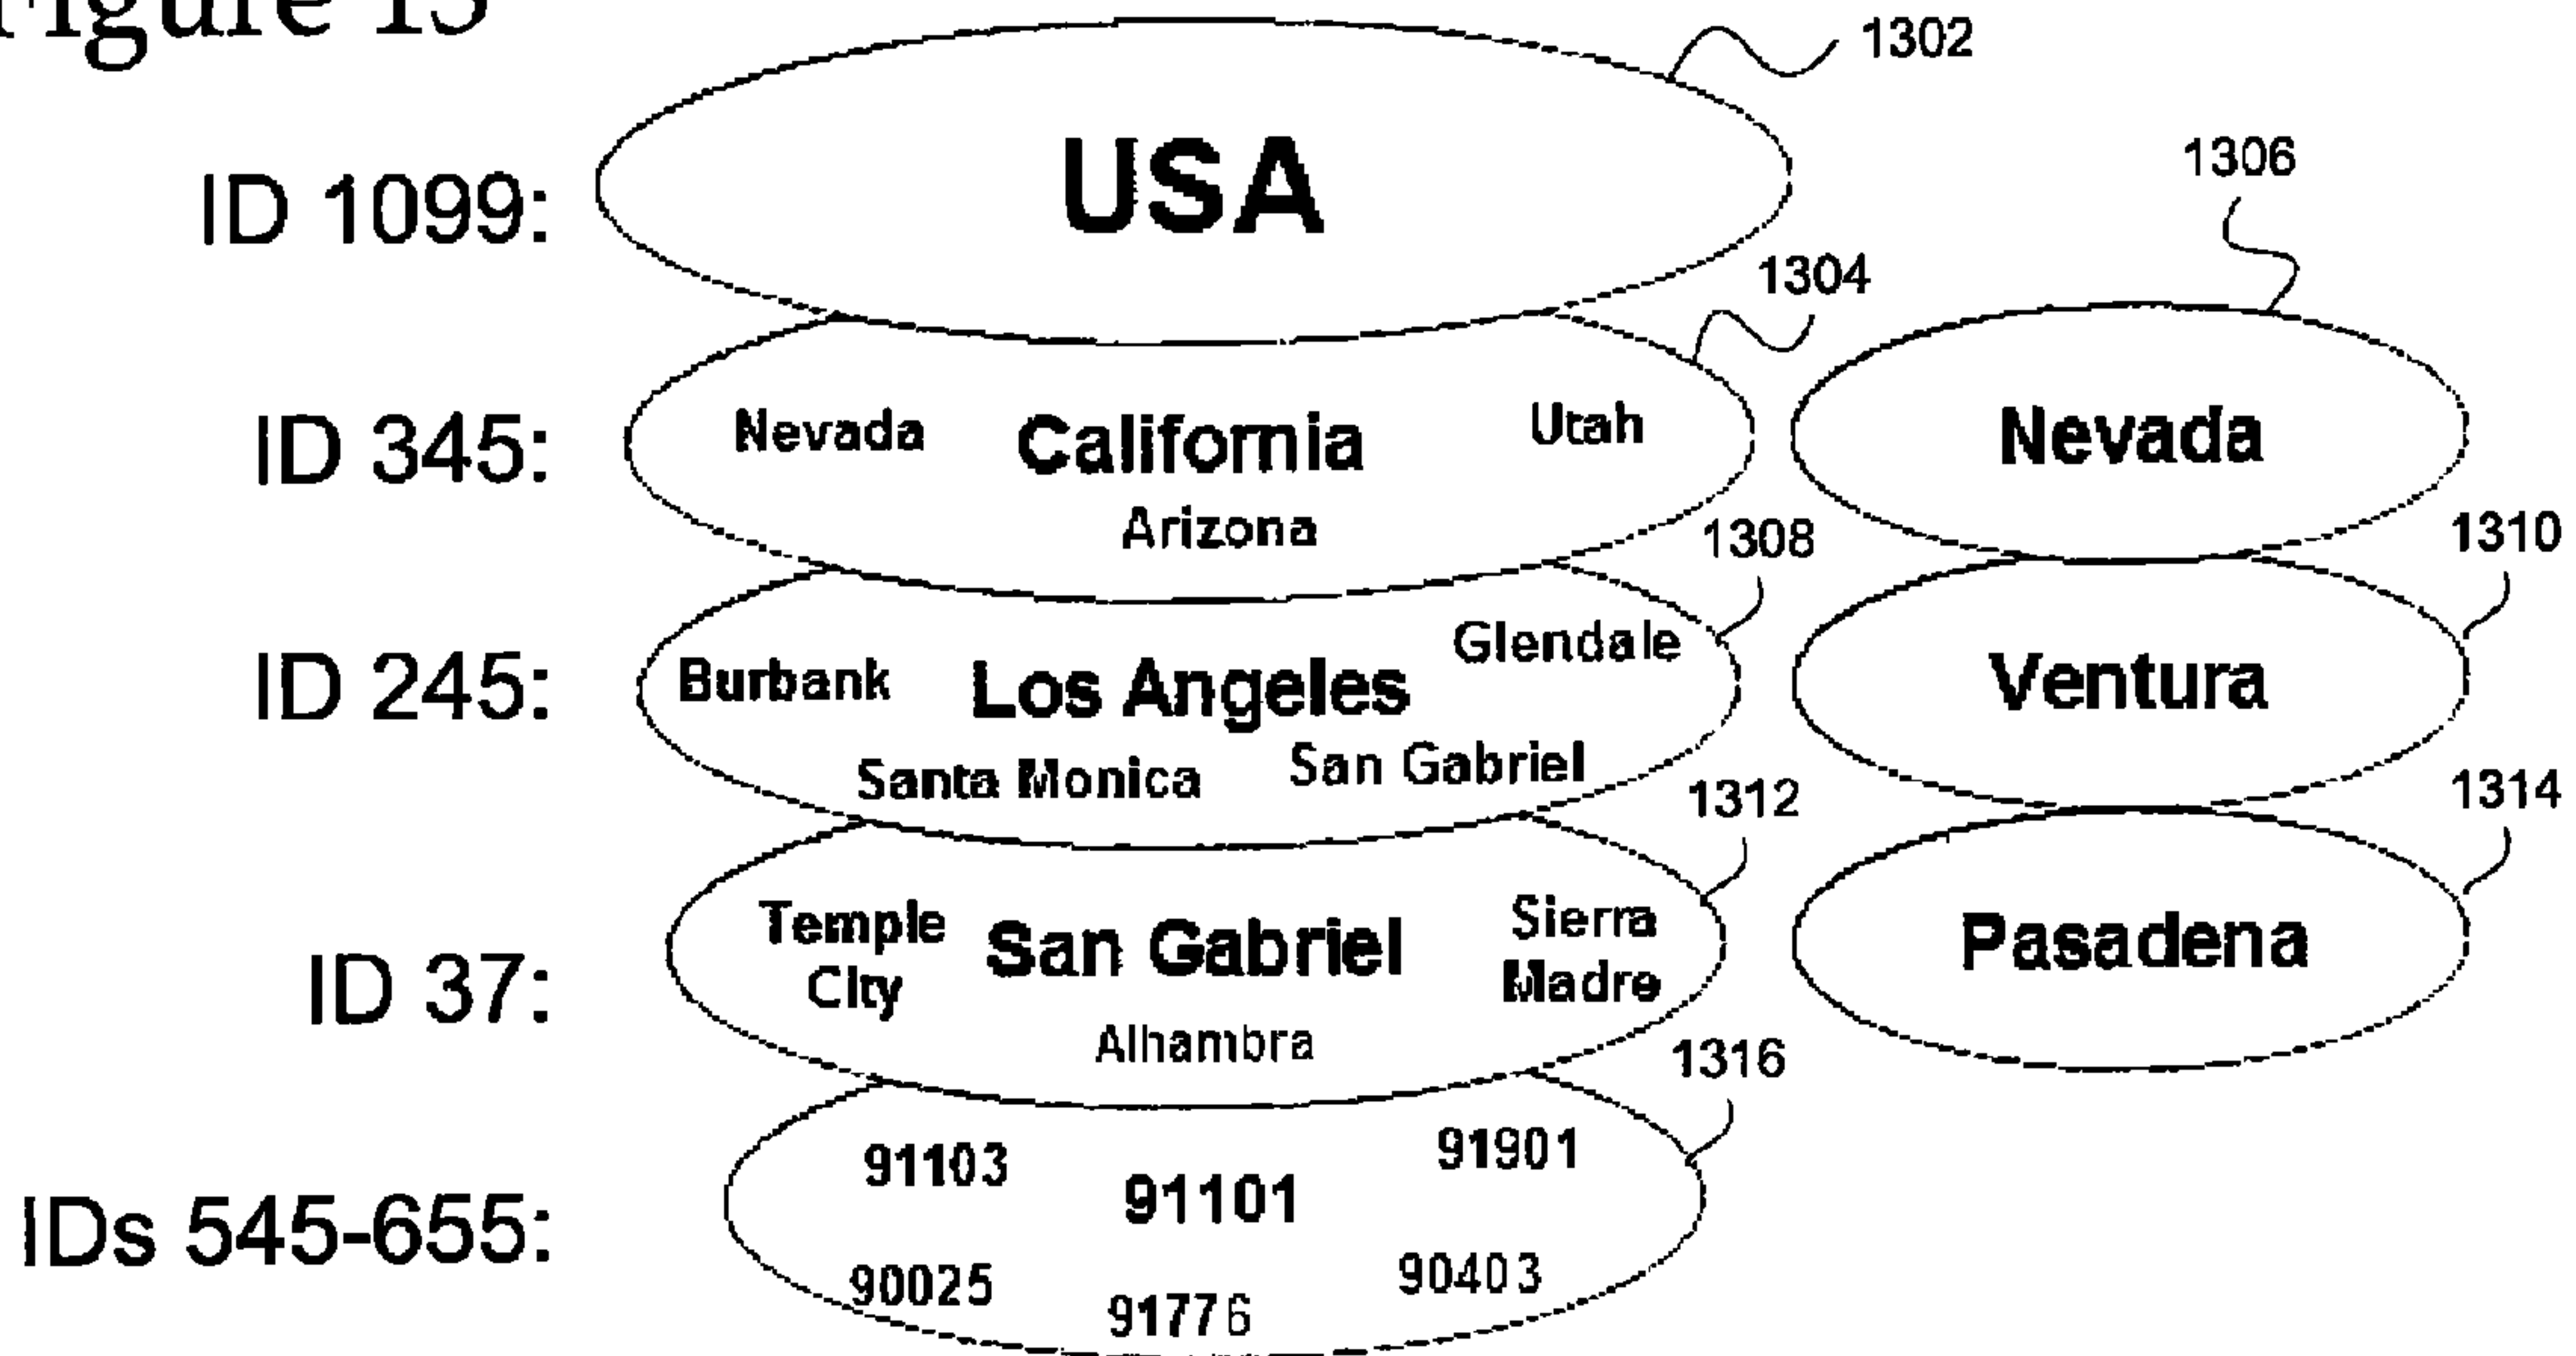 Figure 13
1302
USA
ID 1099:
1306
1304
ID 345:
Nevada California Utah
Arizona
Nevada
1308
1310
ID 245:
Burbank Los Angeles Glendale
Santa Monica San Gabriel
Ventura
1312
1314
ID 37:
Temple City
San Gabriel
Sierra Madre
Alhambra
Pasadena
1316
IDs 545-655:
91103 91101 91901
90025 91776 90403